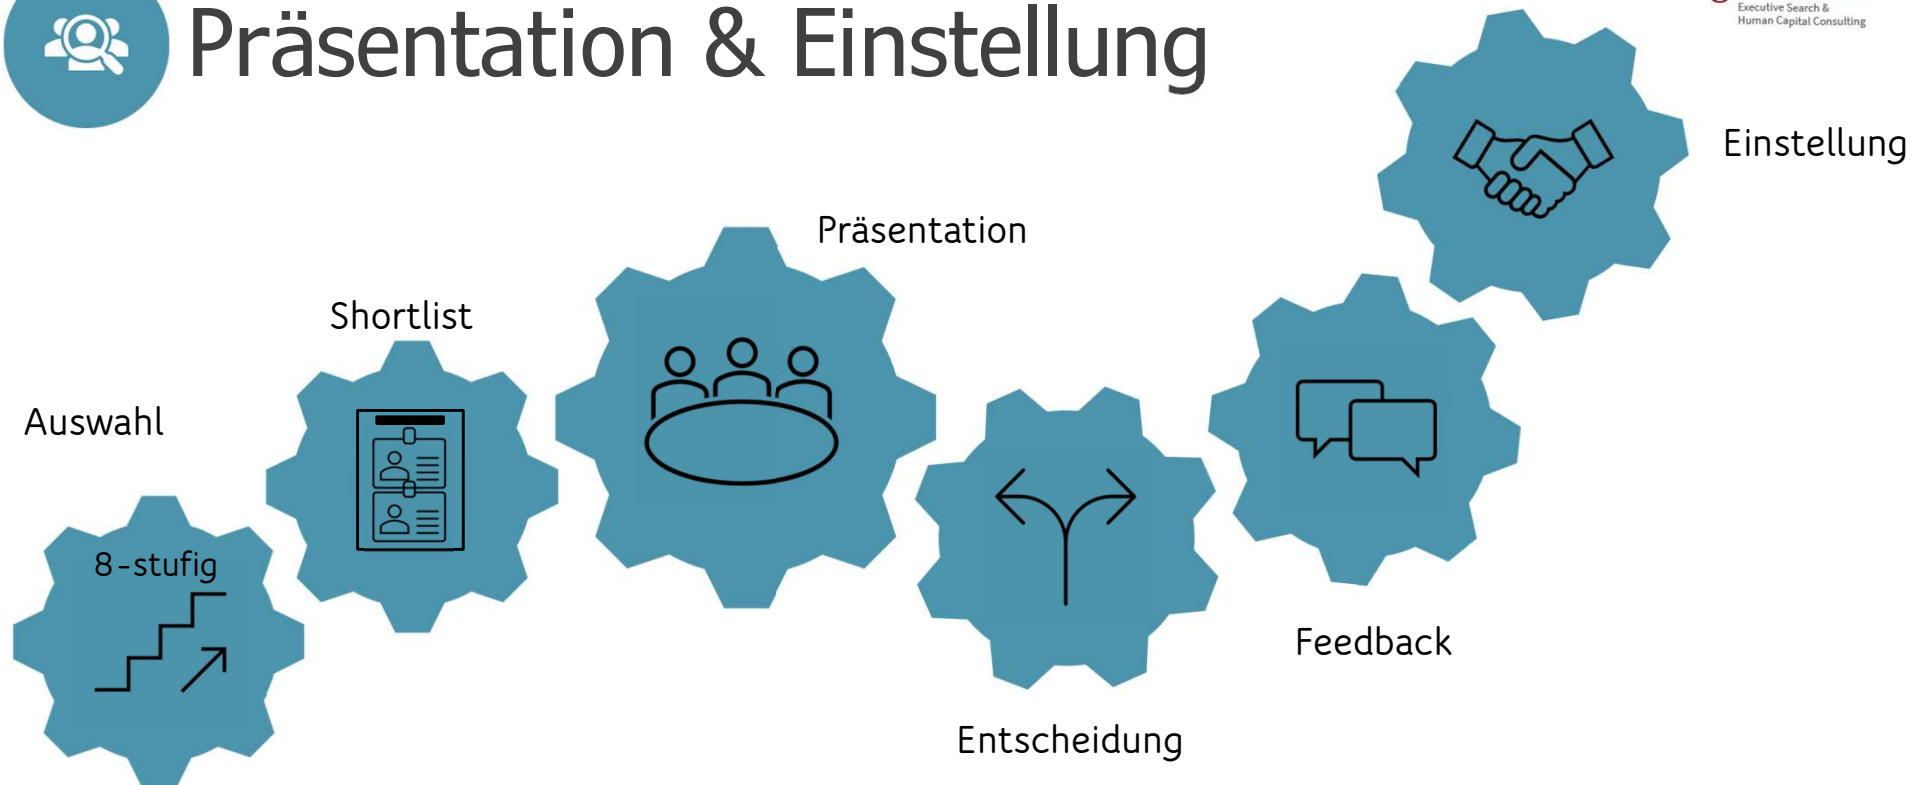 Präsentation & Einstellung
Executive Search &
Human Capital Consulting
Einstellung
Präsentation
Shortlist
Auswahl
8-stufig
Feedback
Entscheidung